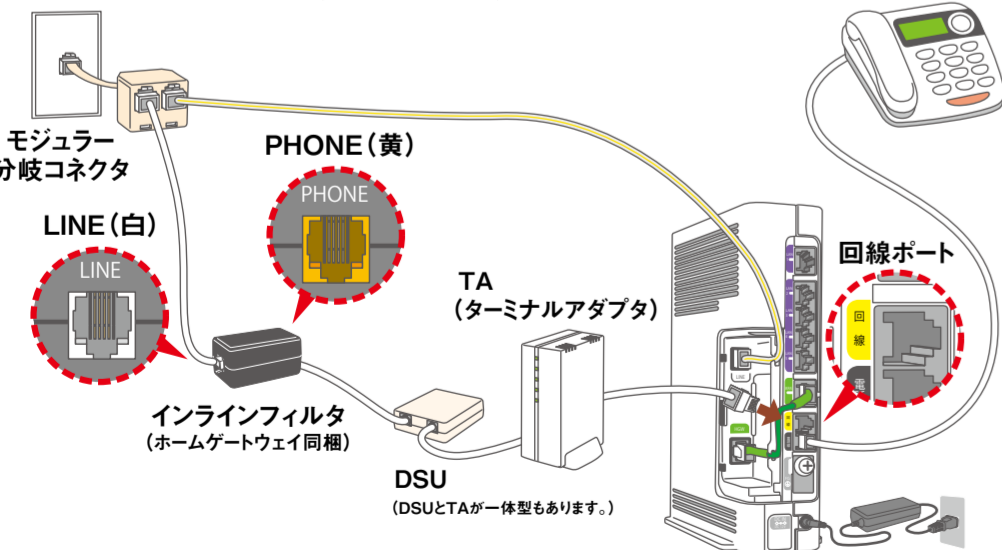 モジュラー
分岐コネクタ
PHONE(黄)
PHONE
LINE(白)
LINE
TA
(ターミナルアダプタ)
回線ポート
回
線
電
LINE
インラインフィルタ
(ホームゲートウェイ同梱)
DSU
(DSUとTAが一体型もあります。)